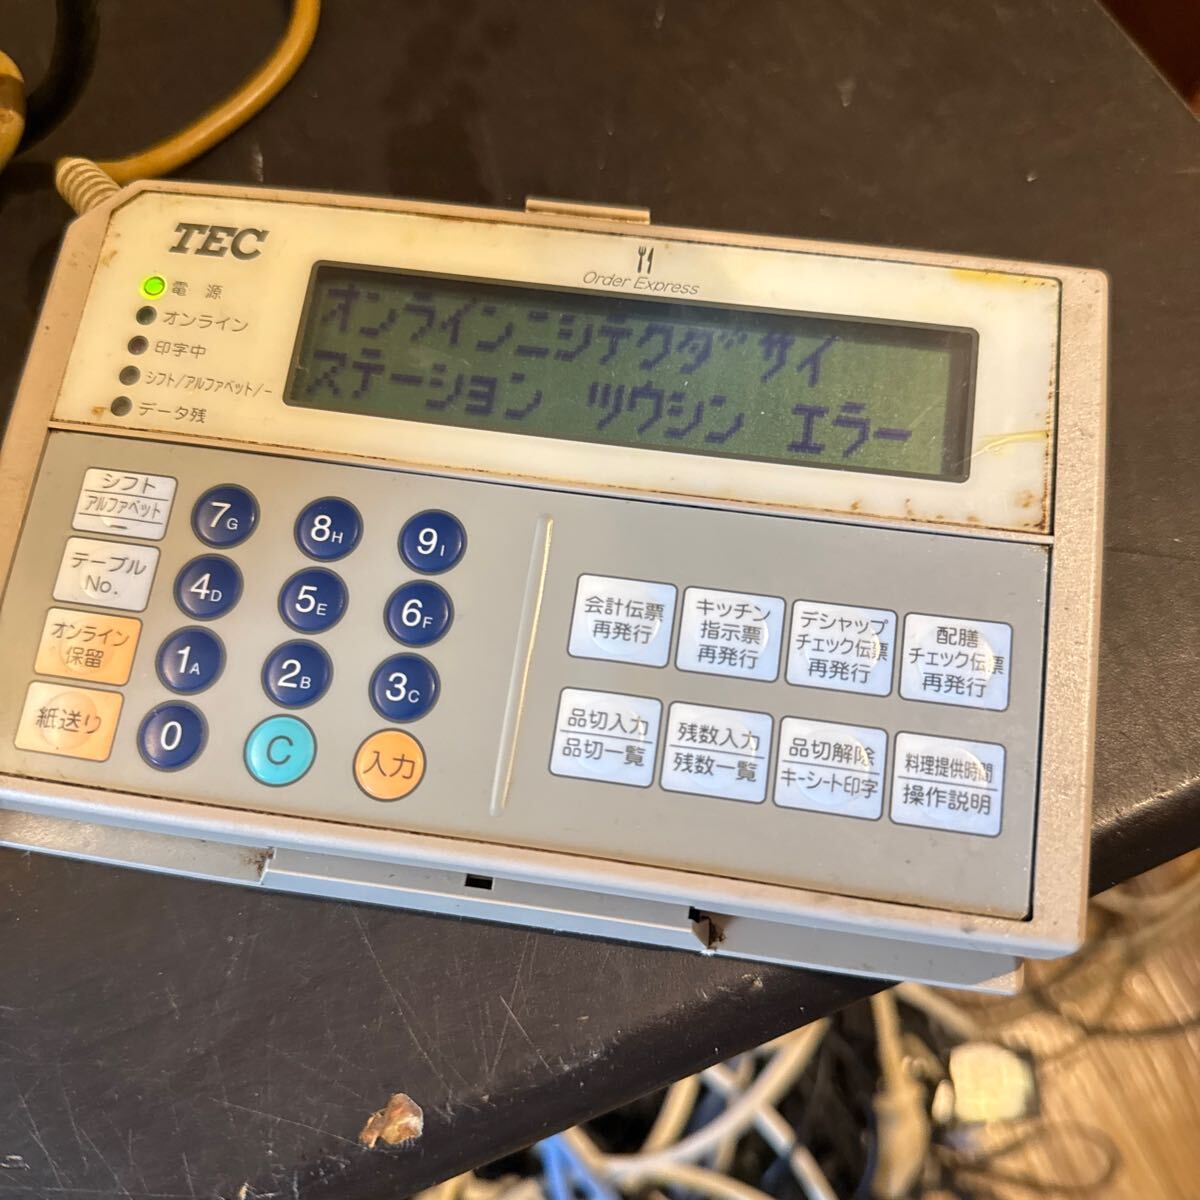 TEC
Order Express
電源
オンライン
印字中
シフト/アルファベット/-
データ残
オンラインニシテクダサイ
ステーション ツウシン エラー
シフト
アルファベット
ー
テーブル
No.
オンライン
保留
紙送り
7G
8H
9I
4D
5E
6F
1A
2B
3C
0
C
入力
会計伝票
再発行
キッチン
指示票
再発行
デシャップ
チェック伝票
再発行
配膳
チェック伝票
再発行
品切入力
品切一覧
残数入力
残数一覧
品切解除
キーシート印字
料理提供時間
操作説明